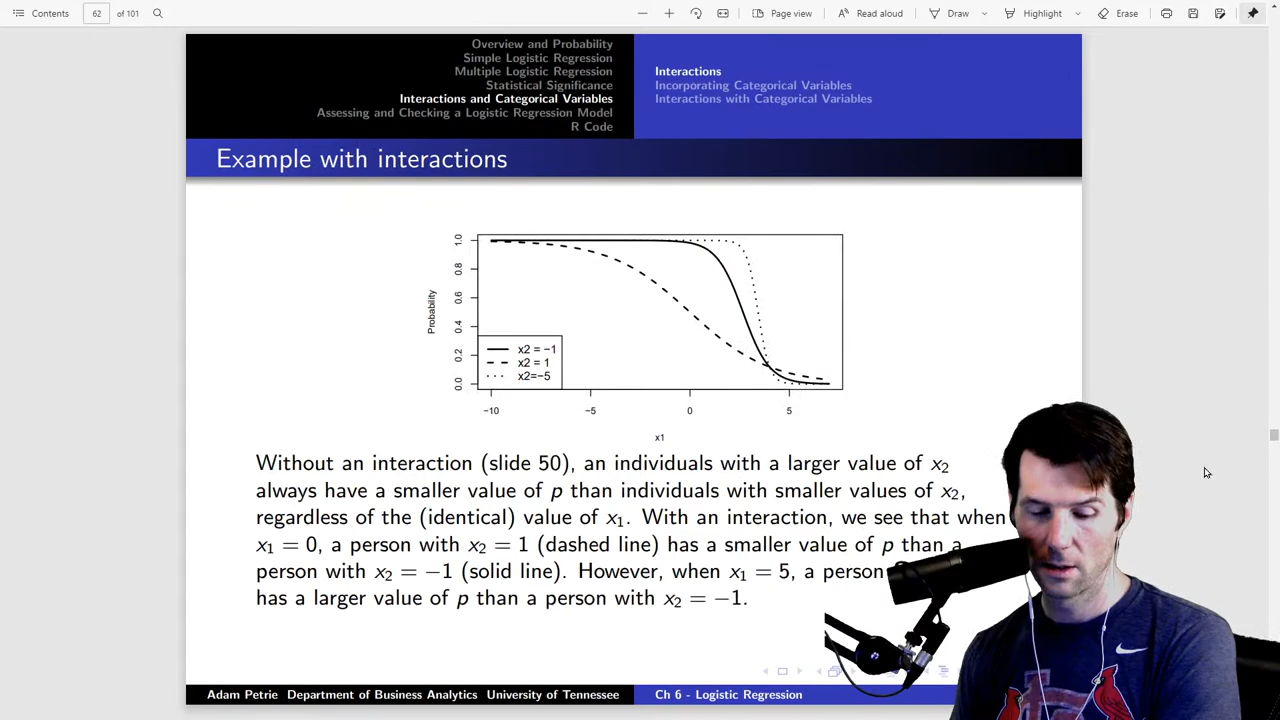 Contents
62
of 101
Page view
Read aloud
Draw
Highlight
Erase
Overview and Probability
Simple Logistic Regression
Multiple Logistic Regression
Statistical Significance
Interactions and Categorical Variables
Assessing and Checking a Logistic Regression Model
R Code
Interactions
Incorporating Categorical Variables
Interactions with Categorical Variables
Example with interactions
Probability
1.0
0.8
0.6
0.4
0.2
0.0
x2 = −1
x2 = 1
x2=−5
−10
−5
0
5
x1
Without an interaction (slide 50), an individuals with a larger value of x₂
always have a smaller value of p than individuals with smaller values of x₂,
regardless of the (identical) value of x₁. With an interaction, we see that when
x₁ = 0, a person with x₂ = 1 (dashed line) has a smaller value of p than a
person with x₂ = −1 (solid line). However, when x₁ = 5, a person
has a larger value of p than a person with x₂ = −1.
Adam Petrie Department of Business Analytics University of Tennessee
Ch 6 - Logistic Regression